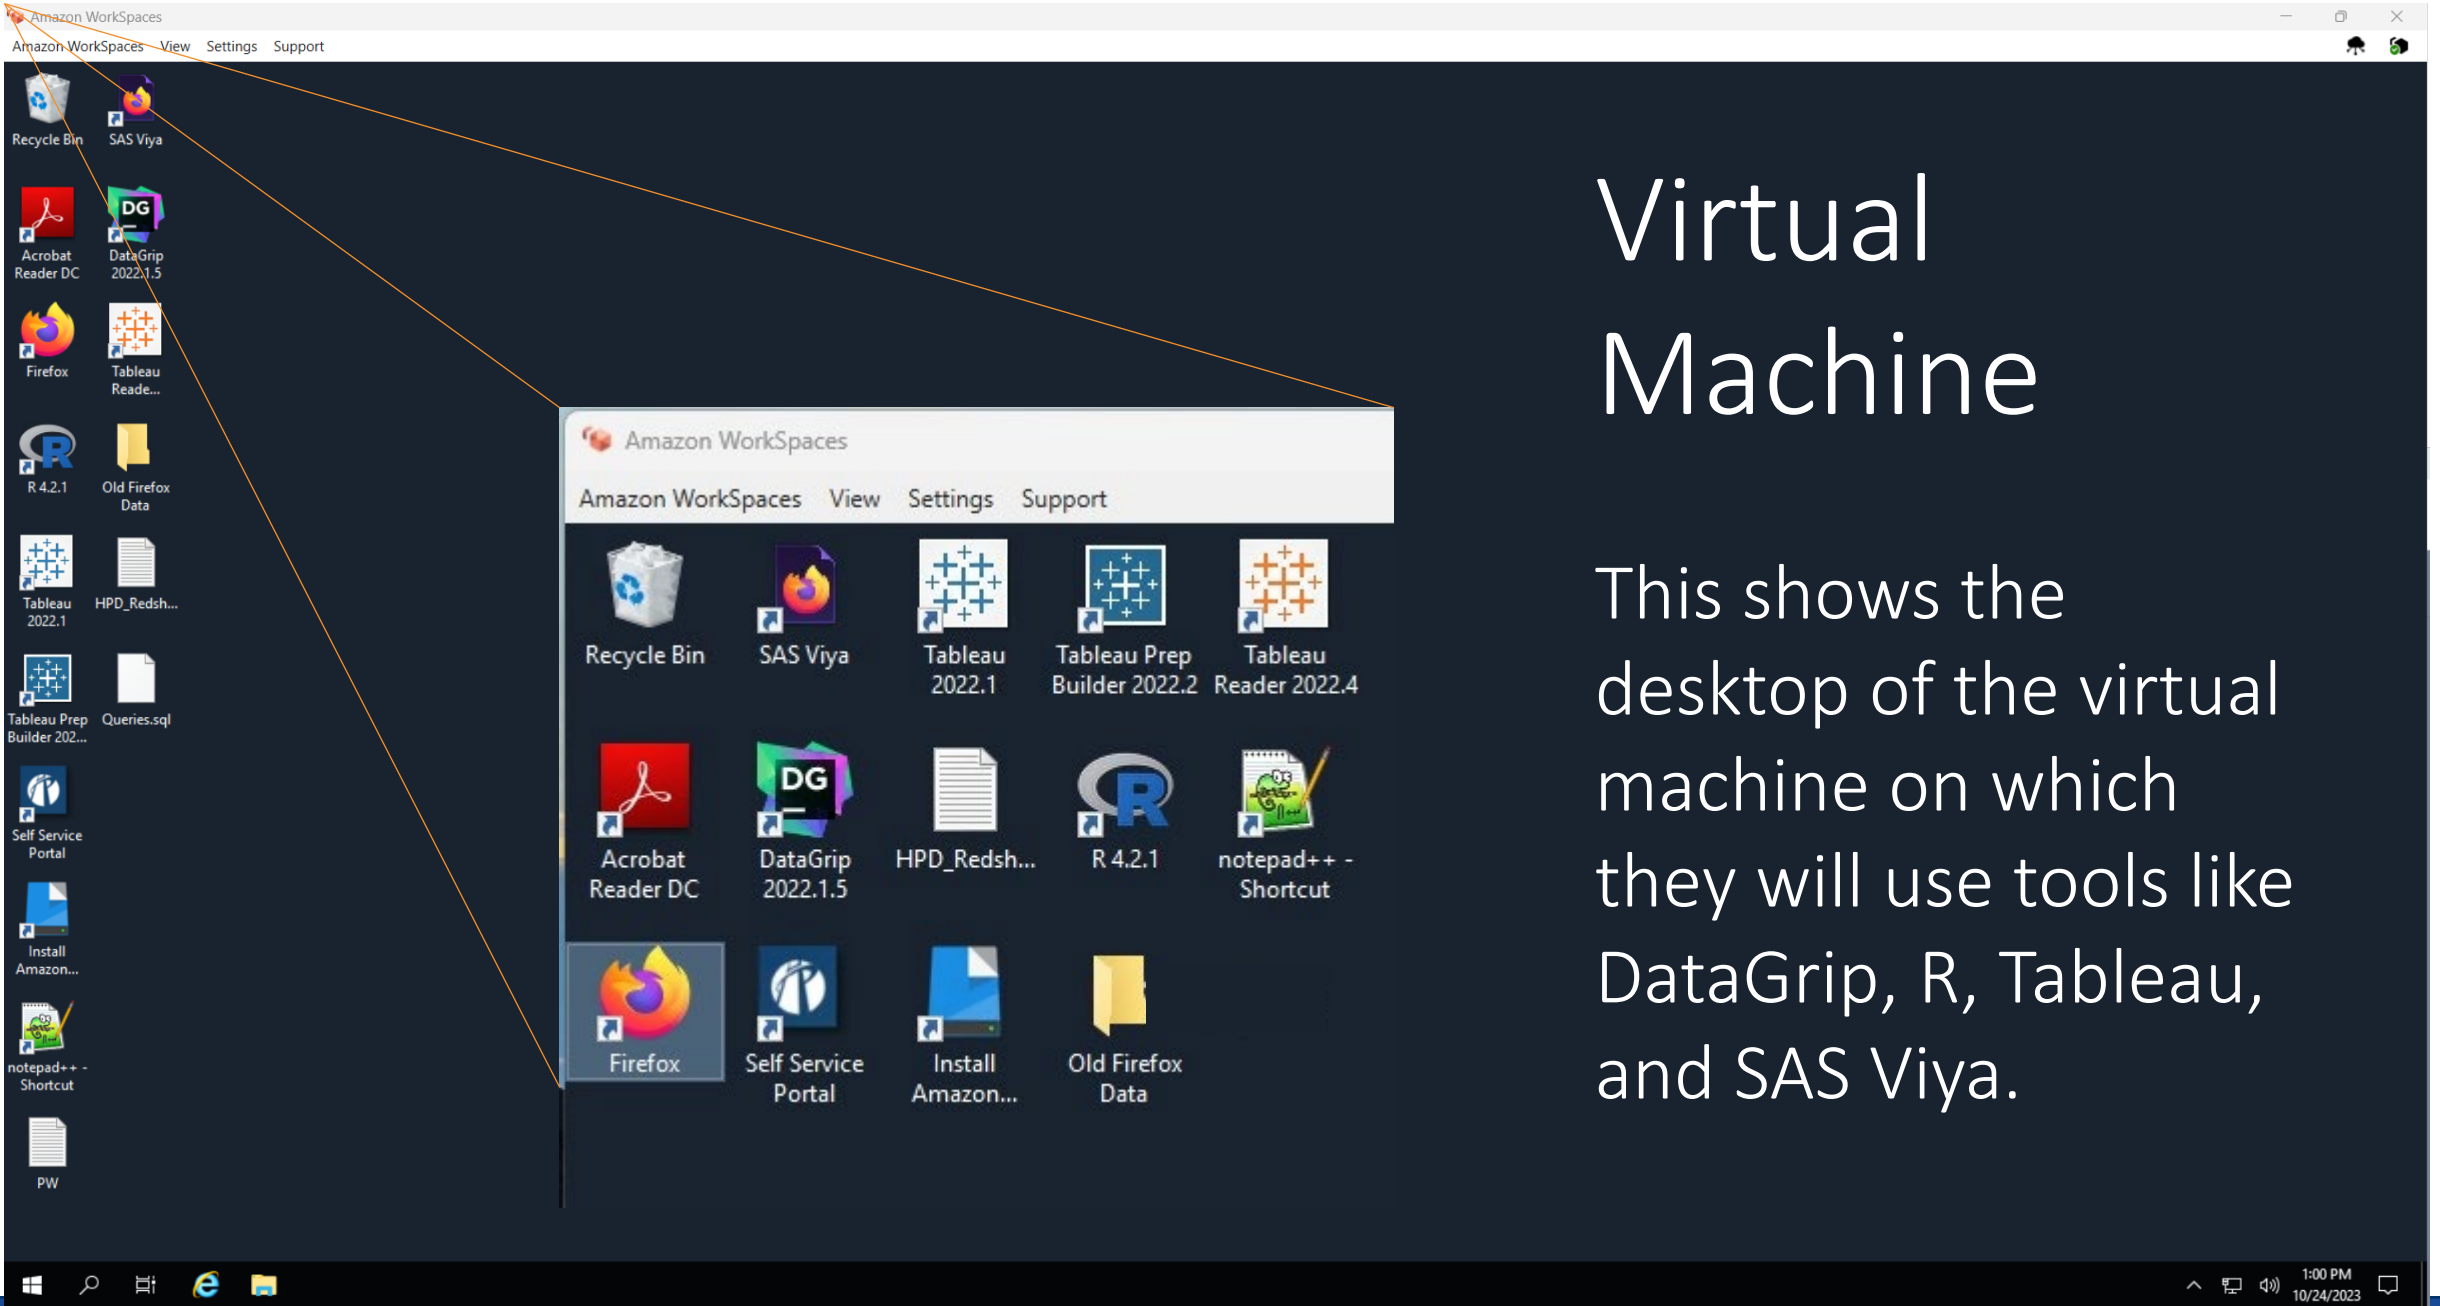 Amazon WorkSpaces
Amazon WorkSpaces View Settings Support
Recycle Bin
SAS Viya
Acrobat
Reader DC
DataGrip
2022.1.5
Firefox
Tableau
Reade...
R 4.2.1
Old Firefox
Data
Tableau
2022.1
HPD_Redsh...
Tableau Prep
Builder 202...
Queries.sql
Self Service
Portal
Install
Amazon...
notepad++ -
Shortcut
PW
Amazon WorkSpaces
Amazon WorkSpaces View Settings Support
Recycle Bin
SAS Viya
Tableau
2022.1
Tableau Prep
Builder 2022.2
Tableau
Reader 2022.4
Acrobat
Reader DC
DG
DataGrip
2022.1.5
HPD_Redsh...
R 4.2.1
notepad++ -
Shortcut
Firefox
Self Service
Portal
Install
Amazon...
Old Firefox
Data
Virtual
Machine
This shows the
desktop of the virtual
machine on which
they will use tools like
DataGrip, R, Tableau,
and SAS Viya.
1:00 PM
10/24/2023